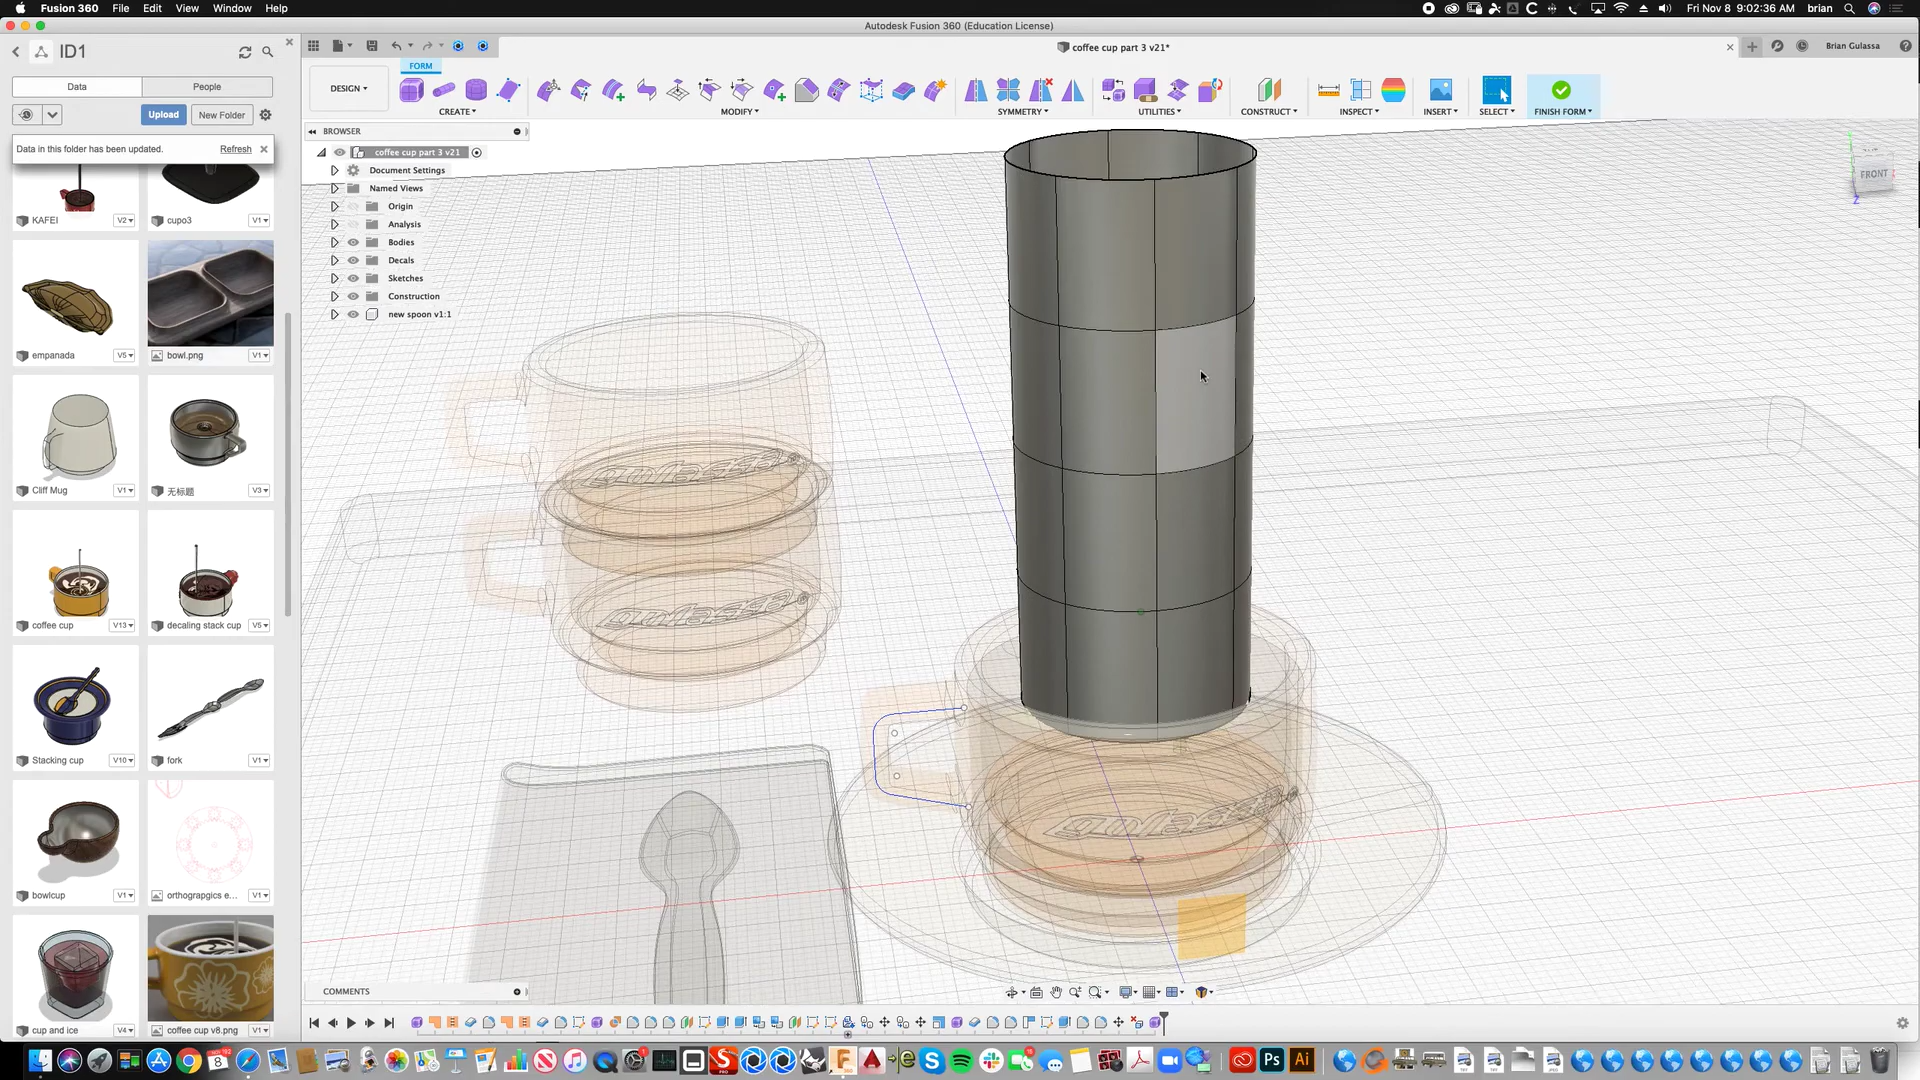 Fusion 360 File Edit View Window Help
Fri Nov 8 9:02:36 AM brian
Autodesk Fusion 360 (Education License)
ID1
coffee cup part 3 v21*
Brian Gulassa
FORM
Data People
DESIGN
CREATE MODIFY SYMMETRY UTILITIES CONSTRUCT INSPECT INSERT SELECT FINISH FORM
Upload New Folder
BROWSER
Data in this folder has been updated. Refresh
coffee cup part 3 v21
Document Settings
Named Views
Origin
Analysis
Bodies
Decals
Sketches
Construction
new spoon v1:1
FRONT
Z
KAFEI V2 cupo3 V1
empanada V5 bowl.png V1
Cliff Mug V1 无标题 V3
coffee cup V13 decaling stack cup V5
Stacking cup V10 fork V1
bowlcup V1 orthograpgics e... V1
cup and ice V4 coffee cup v8.png V1
gulassa
gulassa
gulassa
COMMENTS